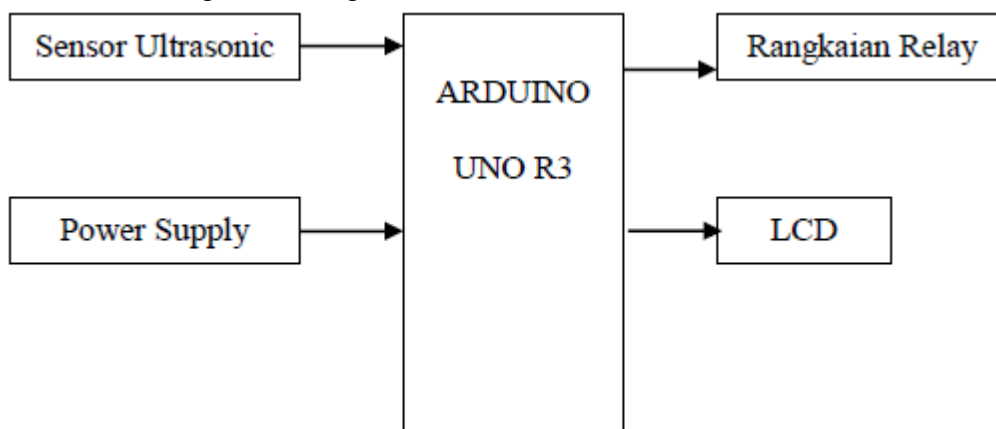 Sensor Ultrasonic
ARDUINO
UNO R3
Rangkaian Relay
Power Supply
LCD